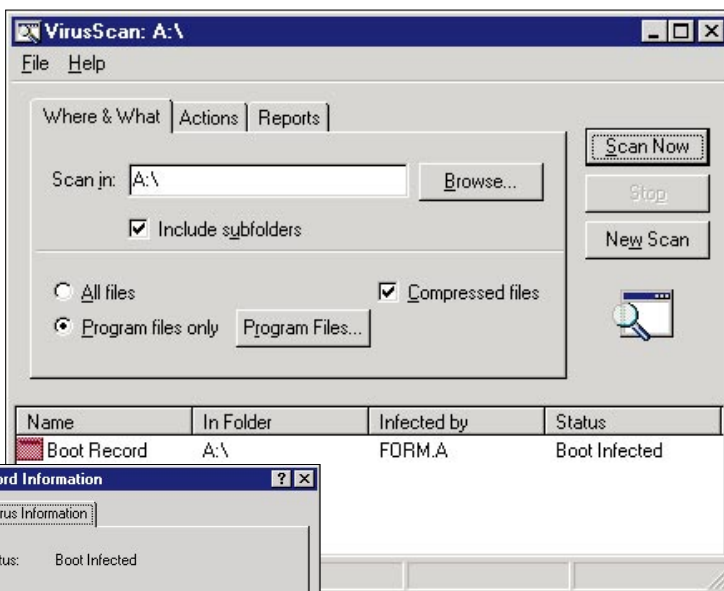 VirusScan: A:\
File Help
Where & What Actions Reports
Scan in: A:\ Browse...
Include subfolders
All files Compressed files
Program files only Program Files...
Scan Now
Stop
New Scan
Name In Folder Infected by Status
Boot Record A:\ FORM.A Boot Infected
Information
Information
Boot Infected